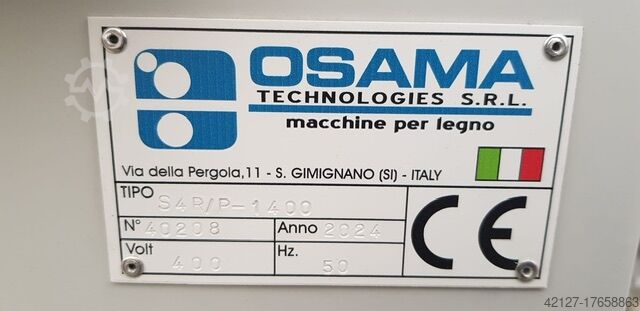 OSAMA
TECHNOLOGIES S.R.L.
macchine per legno
Via della Pergola,11 - S. GIMIGNANO (SI) - ITALY
TIPO S4R/P-1400
N° 40208 Anno 2024
Volt 400 Hz. 50
CE
42127-17658863